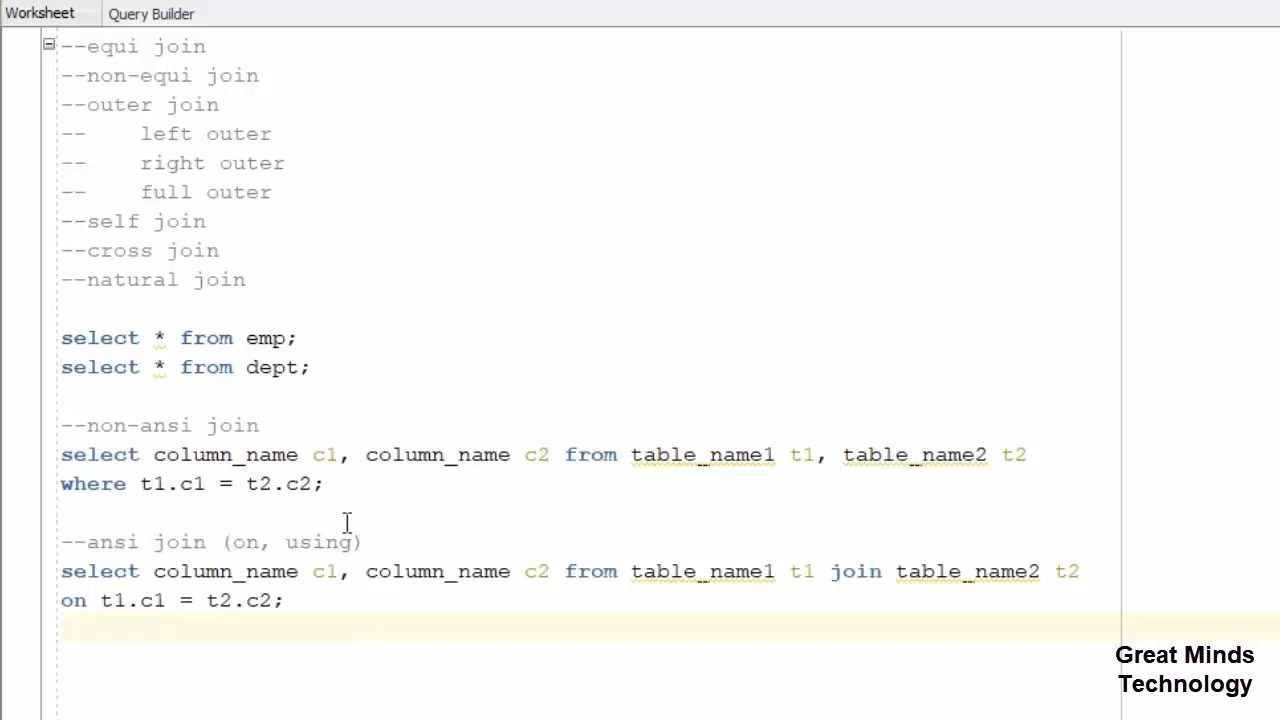 Worksheet Query Builder
--equi join
--non-equi join
--outer join
--    left outer
--    right outer
--    full outer
--self join
--cross join
--natural join
select * from emp;
select * from dept;
--non-ansi join
select column_name c1, column_name c2 from table_name1 t1, table_name2 t2
where t1.c1 = t2.c2;
--ansi join (on, using)
select column_name c1, column_name c2 from table_name1 t1 join table_name2 t2
on t1.c1 = t2.c2;
Great Minds
Technology